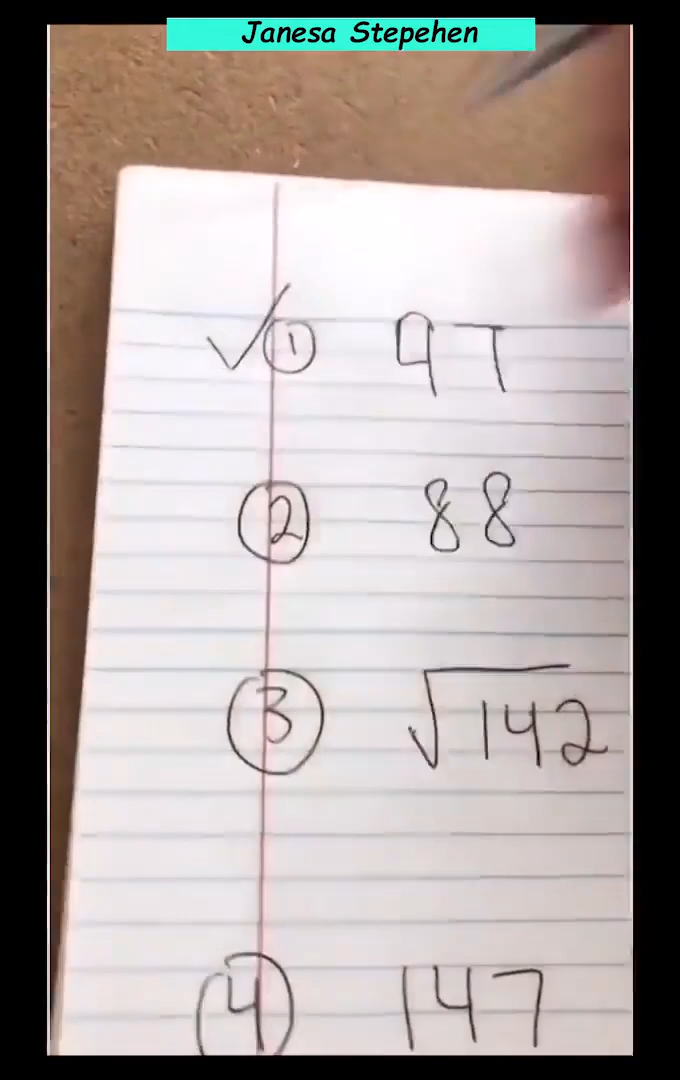 Janesa Stepehen
✓ ① 97
② 88
③ √142
④ 147